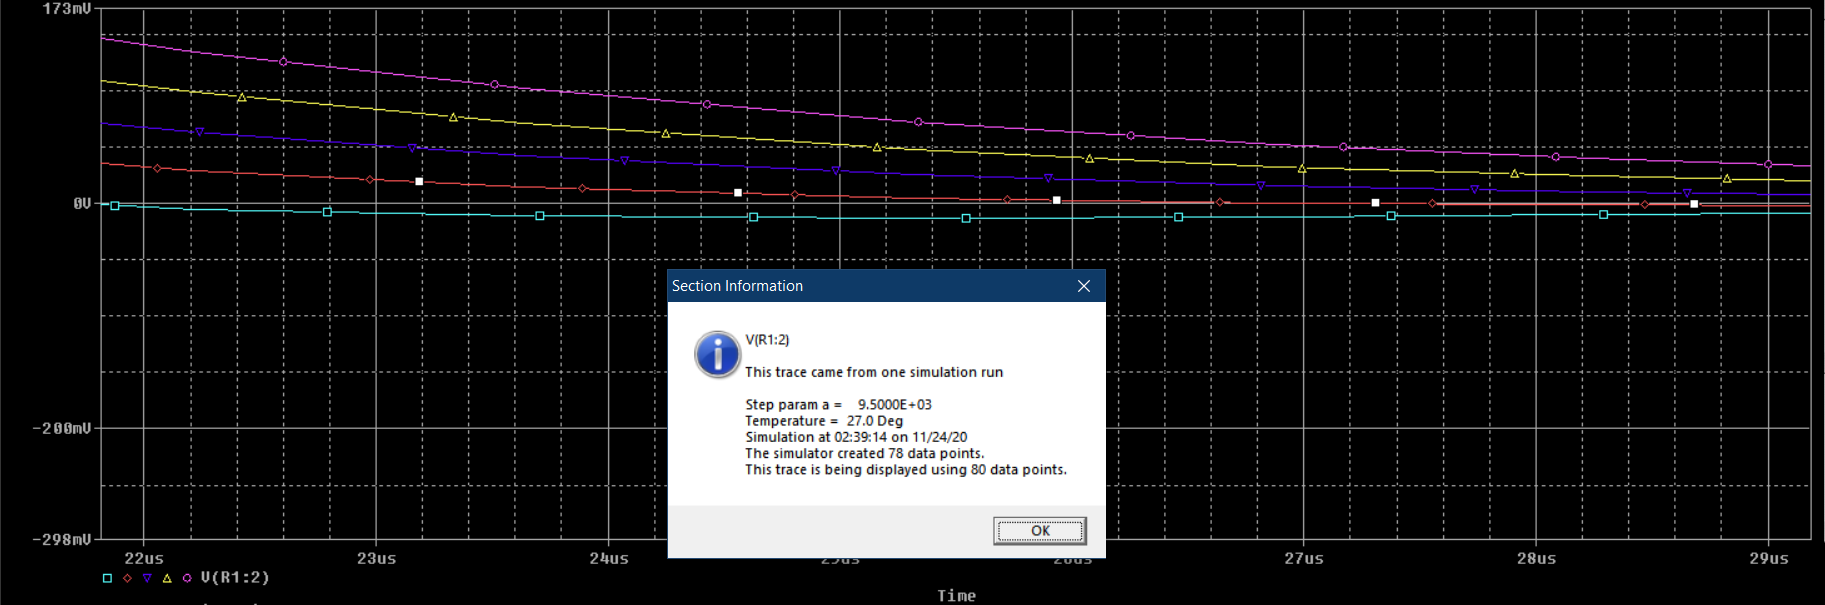 173mV
0V
-200mV
-298mV
Section Information
V(R1:2)
This trace came from one simulation run
Step param a = 9.5000E+03
Temperature = 27.0 Deg
Simulation at 02:39:14 on 11/24/20
The simulator created 78 data points.
This trace is being displayed using 80 data points.
OK
22us 23us 24us 25us 26us 27us 28us 29us
V(R1:2)
Time